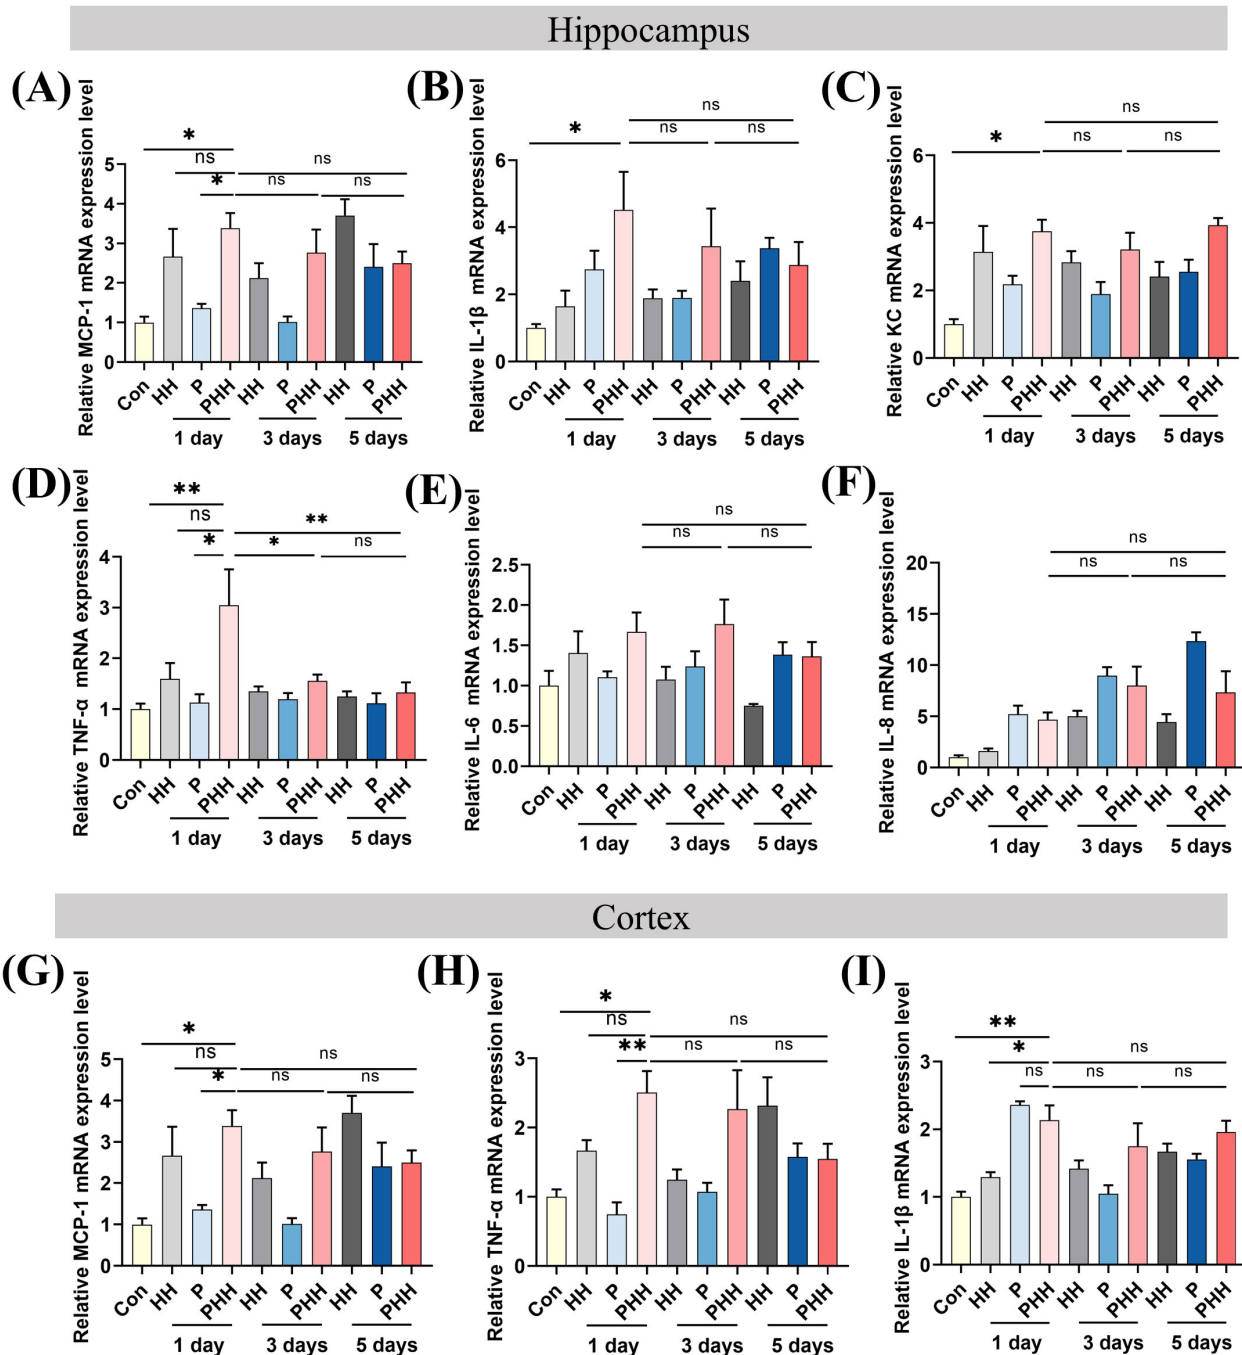 Hippocampus
(A)
Relative MCP-1 mRNA expression level
*
ns
ns
*
ns
ns
5
4
3
2
1
0
Con
HH
P
PHH
HH
P
PHH
HH
P
PHH
1 day
3 days
5 days
(B)
Relative IL-1β mRNA expression level
ns
*
ns
ns
6
4
2
0
Con
HH
P
PHH
HH
P
PHH
HH
P
PHH
1 day
3 days
5 days
(C)
Relative KC mRNA expression level
ns
*
ns
ns
6
4
2
0
Con
HH
P
PHH
HH
P
PHH
HH
P
PHH
1 day
3 days
5 days
(D)
Relative TNF-α mRNA expression level
**
ns
**
*
*
ns
4
3
2
1
0
Con
HH
P
PHH
HH
P
PHH
HH
P
PHH
1 day
3 days
5 days
(E)
Relative IL-6 mRNA expression level
ns
ns
ns
2.5
2.0
1.5
1.0
0.5
0.0
Con
HH
P
PHH
HH
P
PHH
HH
P
PHH
1 day
3 days
5 days
(F)
Relative IL-8 mRNA expression level
ns
ns
ns
20
15
10
5
0
Con
HH
P
PHH
HH
P
PHH
HH
P
PHH
1 day
3 days
5 days
Cortex
(G)
Relative MCP-1 mRNA expression level
*
ns
ns
*
ns
ns
5
4
3
2
1
0
Con
HH
P
PHH
HH
P
PHH
HH
P
PHH
1 day
3 days
5 days
(H)
Relative TNF-α mRNA expression level
*
ns
ns
**
ns
ns
3
2
1
0
Con
HH
P
PHH
HH
P
PHH
HH
P
PHH
1 day
3 days
5 days
(I)
Relative IL-1β mRNA expression level
**
*
ns
ns
ns
ns
3
2
1
0
Con
HH
P
PHH
HH
P
PHH
HH
P
PHH
1 day
3 days
5 days